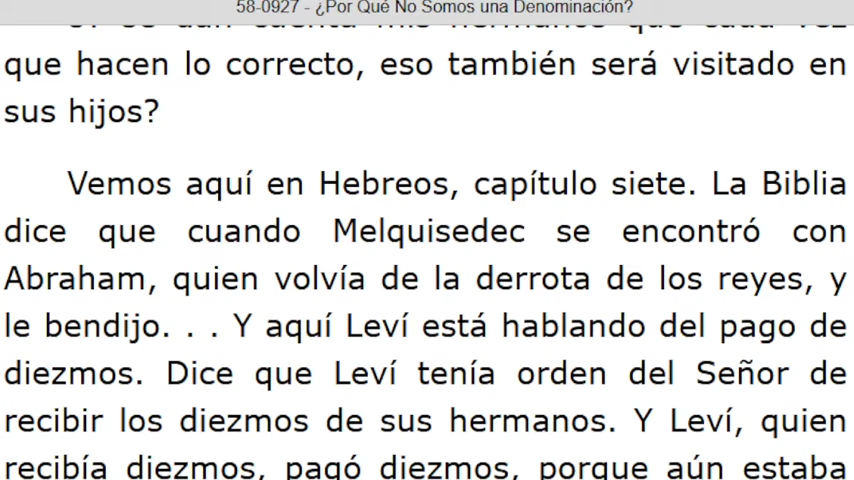 58-0927 - ¿Por Qué No Somos una Denominación?
que hacen lo correcto, eso también será visitado en
sus hijos?
Vemos aquí en Hebreos, capítulo siete. La Biblia
dice que cuando Melquisedec se encontró con
Abraham, quien volvía de la derrota de los reyes, y
le bendijo. . . Y aquí Leví está hablando del pago de
diezmos. Dice que Leví tenía orden del Señor de
recibir los diezmos de sus hermanos. Y Leví, quien
recibía diezmos, pagó diezmos, porque aún estaba